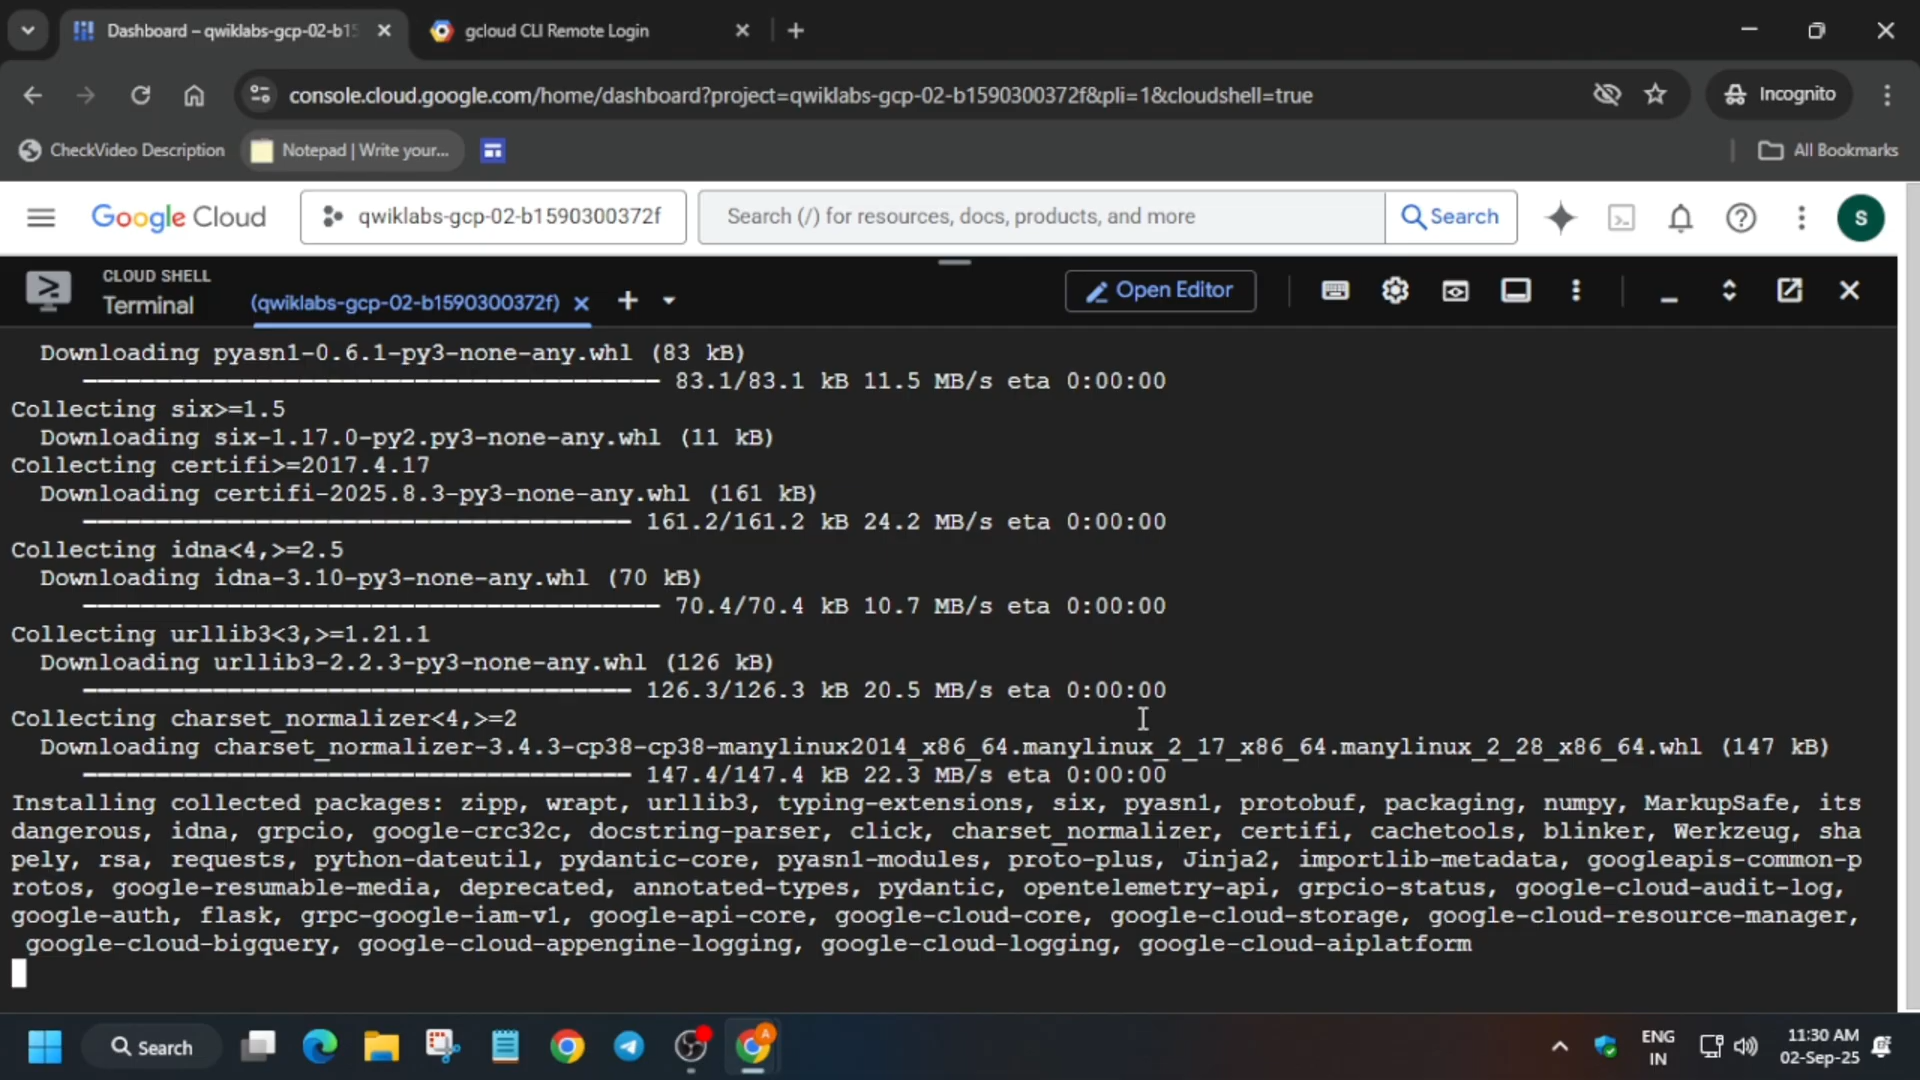 Dashboard – qwiklabs-gcp-02-b15
gcloud CLI Remote Login
console.cloud.google.com/home/dashboard?project=qwiklabs-gcp-02-b1590300372f&pli=1&cloudshell=true
Incognito
CheckVideo Description
Notepad | Write your...
All Bookmarks
Google Cloud
qwiklabs-gcp-02-b1590300372f
Search (/) for resources, docs, products, and more
Search
S
CLOUD SHELL
Terminal
(qwiklabs-gcp-02-b1590300372f)
Open Editor
Downloading pyasn1-0.6.1-py3-none-any.whl (83 kB)
83.1/83.1 kB 11.5 MB/s eta 0:00:00
Collecting six>=1.5
Downloading six-1.17.0-py2.py3-none-any.whl (11 kB)
Collecting certifi>=2017.4.17
Downloading certifi-2025.8.3-py3-none-any.whl (161 kB)
161.2/161.2 kB 24.2 MB/s eta 0:00:00
Collecting idna<4,>=2.5
Downloading idna-3.10-py3-none-any.whl (70 kB)
70.4/70.4 kB 10.7 MB/s eta 0:00:00
Collecting urllib3<3,>=1.21.1
Downloading urllib3-2.2.3-py3-none-any.whl (126 kB)
126.3/126.3 kB 20.5 MB/s eta 0:00:00
Collecting charset_normalizer<4,>=2
Downloading charset_normalizer-3.4.3-cp38-cp38-manylinux2014_x86_64.manylinux_2_17_x86_64.manylinux_2_28_x86_64.whl (147 kB)
147.4/147.4 kB 22.3 MB/s eta 0:00:00
Installing collected packages: zipp, wrapt, urllib3, typing-extensions, six, pyasn1, protobuf, packaging, numpy, MarkupSafe, its
dangerous, idna, grpcio, google-crc32c, docstring-parser, click, charset_normalizer, certifi, cachetools, blinker, Werkzeug, sha
pely, rsa, requests, python-dateutil, pydantic-core, pyasn1-modules, proto-plus, Jinja2, importlib-metadata, googleapis-common-p
rotos, google-resumable-media, deprecated, annotated-types, pydantic, opentelemetry-api, grpcio-status, google-cloud-audit-log,
google-auth, flask, grpc-google-iam-v1, google-api-core, google-cloud-core, google-cloud-storage, google-cloud-resource-manager,
google-cloud-bigquery, google-cloud-appengine-logging, google-cloud-logging, google-cloud-aiplatform
Search
ENG
IN
11:30 AM
02-Sep-25